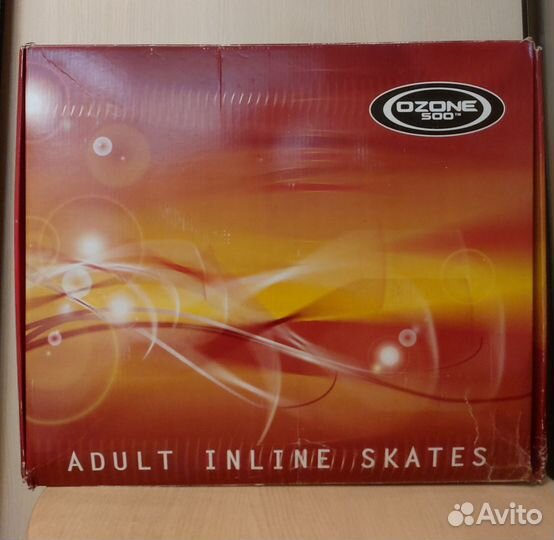 OZONE
500™
ADULT INLINE SKATES
Avito